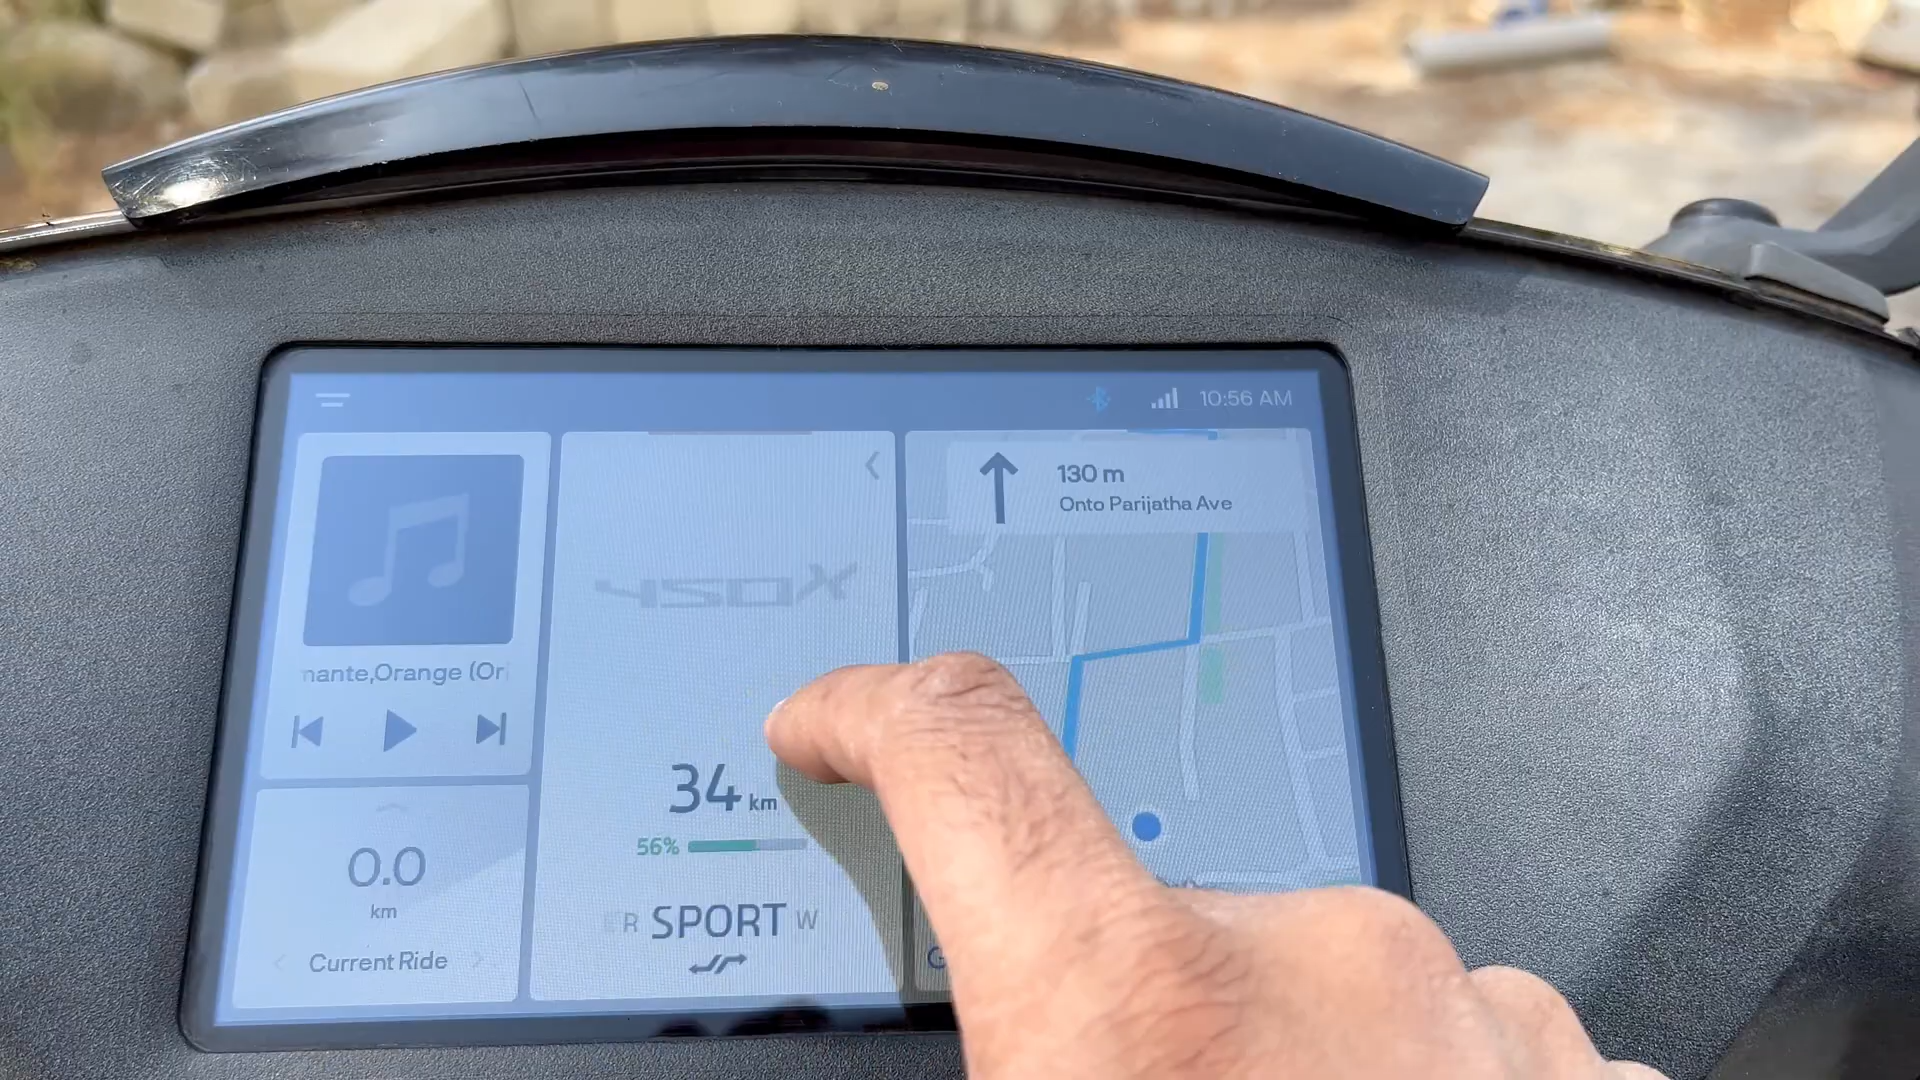 10:56 AM
nante,Orange (Or
0.0
km
Current Ride
450X
34 km
56%
ER SPORT W
130 m
Onto Parijatha Ave
G